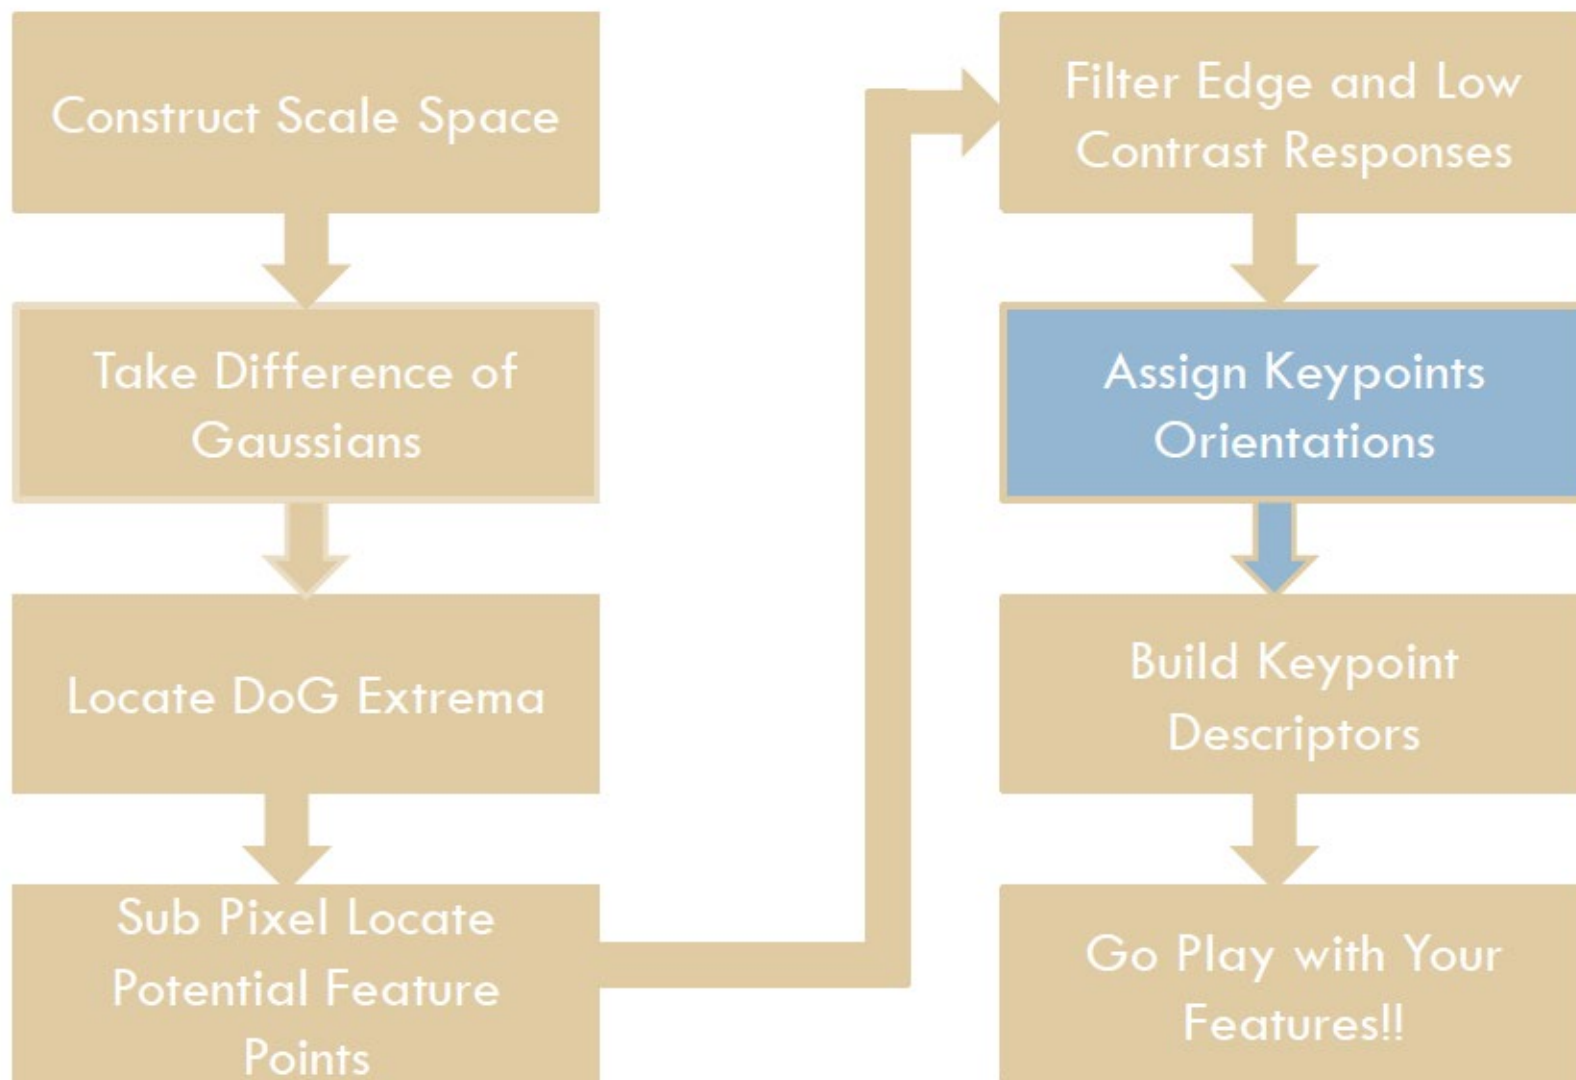 Construct Scale Space
Take Difference of
Gaussians
Locate DoG Extrema
Sub Pixel Locate
Potential Feature
Points
Filter Edge and Low
Contrast Responses
Assign Keypoints
Orientations
Build Keypoint
Descriptors
Go Play with Your
Features!!